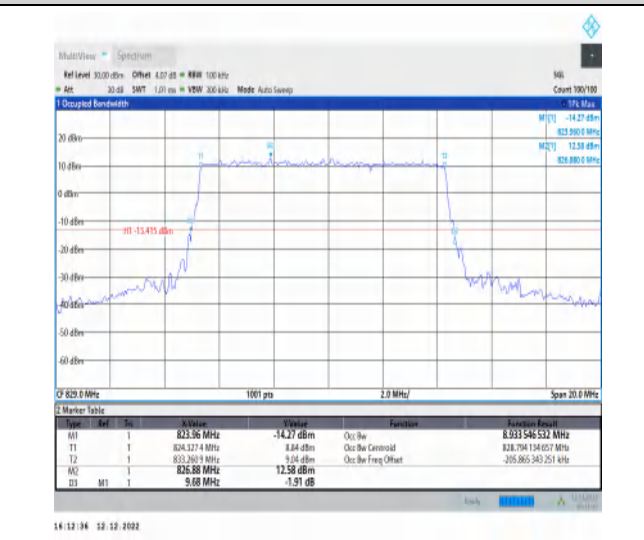 MultiView Spectrum
Ref Level 30.00 dBm Offset 4.07 dB RBW 100 kHz SGL
Att 30 dB SWT 1.01 ms VBW 300 kHz Mode Auto Sweep Count 100/100
1 Occupied Bandwidth 1Pk Max
M1[1] -14.27 dBm
823.960 0 MHz
M2[1] 12.58 dBm
826.880 0 MHz
20 dBm
T1
T2
10 dBm
0 dBm
-10 dBm
H1 -13.415 dBm
-20 dBm
-30 dBm
-40 dBm
-50 dBm
-60 dBm
CF 829.0 MHz 1001 pts 2.0 MHz/ Span 20.0 MHz
2 Marker Table
Type Ref Trc X-Value Y-Value Function Function Result
M1 1 823.96 MHz -14.27 dBm Occ Bw 8.933 546 532 MHz
T1 1 824.327 4 MHz 8.84 dBm Occ Bw Centroid 828.794 134 657 MHz
T2 1 833.260 9 MHz 9.04 dBm Occ Bw Freq Offset -205.865 343 251 kHz
M2 1 826.88 MHz 12.58 dBm
D3 M1 1 9.68 MHz -1.91 dB
Ready
16:12:36 12.12.2022